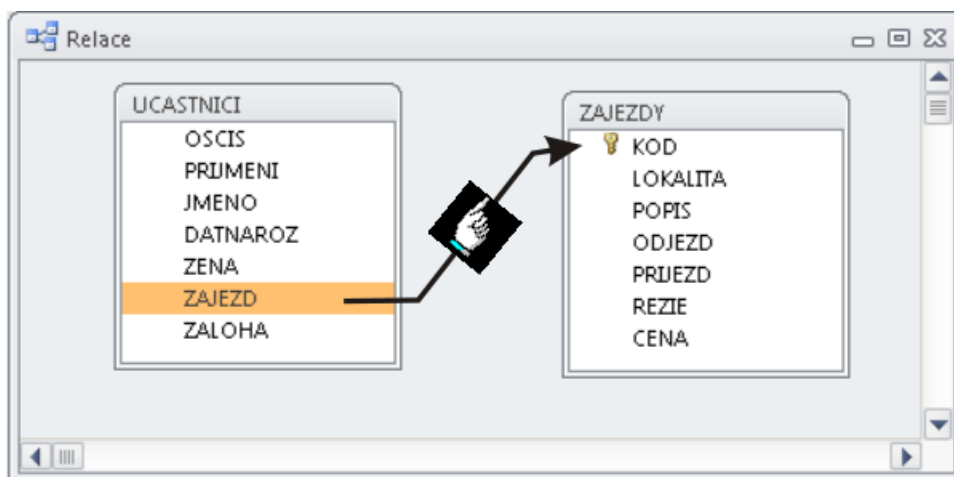 Relace
UCASTNICI
OSCIS
PRIJMENI
JMENO
DATNAROZ
ZENA
ZAJEZD
ZALOHA
ZAJEZDY
KOD
LOKALITA
POPIS
ODJEZD
PRIJEZD
REZIE
CENA